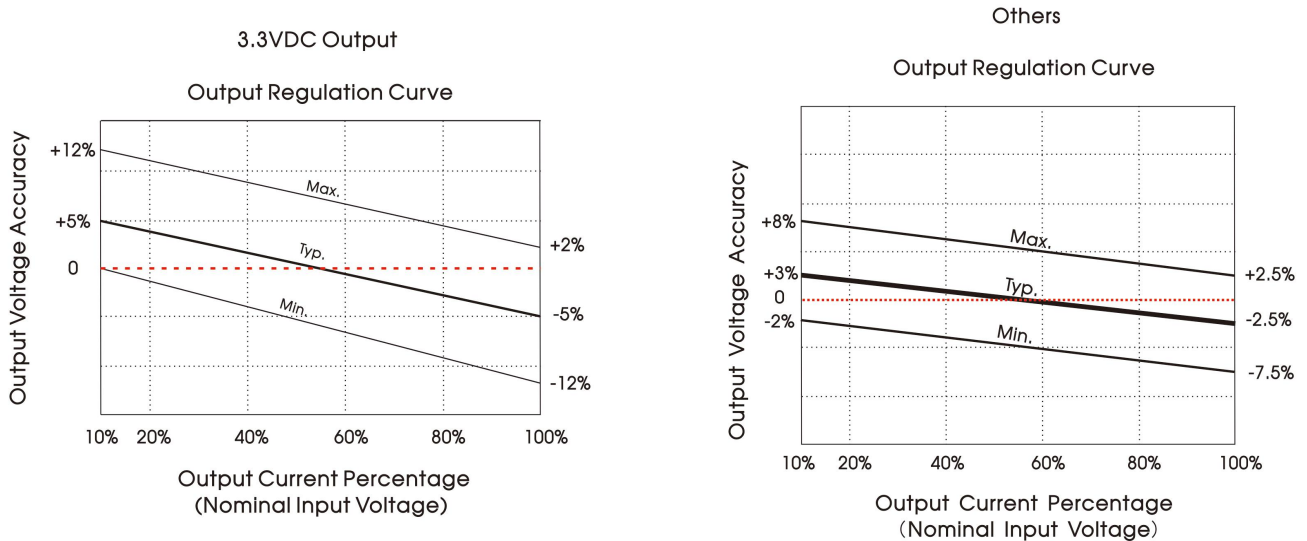 3.3VDC Output
Output Regulation Curve
Output Voltage Accuracy
+12%
+5%
0
Max.
Typ.
Min.
+2%
-5%
-12%
10% 20% 40% 60% 80% 100%
Output Current Percentage
(Nominal Input Voltage)
Others
Output Regulation Curve
Output Voltage Accuracy
+8%
+3%
0
-2%
Max.
Typ.
Min.
+2.5%
-2.5%
-7.5%
10% 20% 40% 60% 80% 100%
Output Current Percentage
（Nominal Input Voltage）